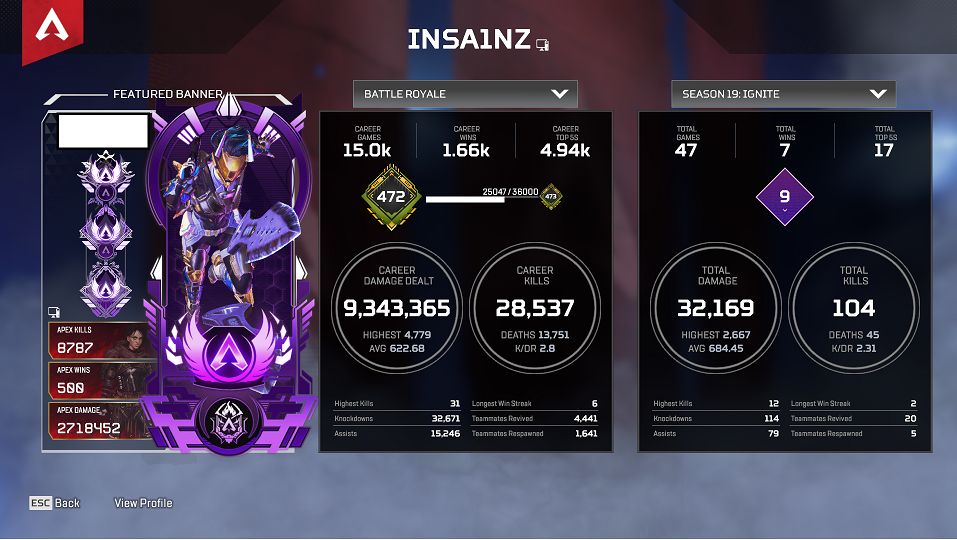 INSA1NZ
FEATURED BANNER
APEX KILLS
8787
APEX WINS
500
APEX DAMAGE
2718452
BATTLE ROYALE
CAREER GAMES
15.0k
CAREER WINS
1.66k
CAREER TOP 5S
4.94k
472
25047/36000
473
CAREER
DAMAGE DEALT
9,343,365
HIGHEST 4,779
AVG 622.68
CAREER
KILLS
28,537
DEATHS 13,751
K/DR 2.8
Highest Kills 31
Knockdowns 32,671
Assists 15,246
Longest Win Streak 6
Teammates Revived 4,441
Teammates Respawned 1,641
SEASON 19: IGNITE
TOTAL GAMES
47
TOTAL WINS
7
TOTAL TOP 5S
17
9
TOTAL
DAMAGE
32,169
HIGHEST 2,667
AVG 684.45
TOTAL
KILLS
104
DEATHS 45
K/DR 2.31
Highest Kills 12
Knockdowns 114
Assists 79
Longest Win Streak 2
Teammates Revived 20
Teammates Respawned 5
ESC Back
View Profile